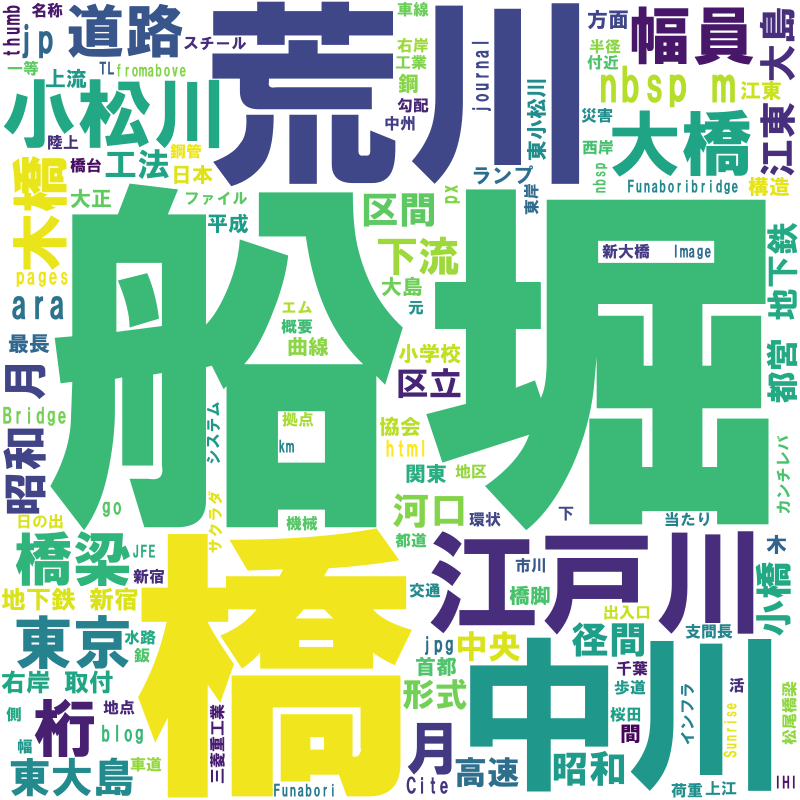 thumb
名称
jp
道路
スチール
荒川
車線
右岸
工業
鋼
勾配
中州
journal
方面
半径
付近
幅員
大島
江東
一等
上流
TL
fromabove
小松川
陸上
橋台
工法
鋼管
日本
東小松川
災害
nbsp m
江東
大橋
西岸
nbsp
ランプ
東岸
Funaboribridge
構造
木橋
大正
ファイル
平成
区間
px
下流
大島
元
新大橋
Image
都営 地下鉄
pages
ara
最長
月
船堀
エム
概要
曲線
小学校
区立
Bridge
昭和
システム
拠点
km
協会
html
関東
地区
カンチレバ
go
日の出
サクラダ
機械
河口
環状
下
当たり
都道
橋梁
JFE
新宿
橋
江戸川
市川
木
小橋
地下鉄 新宿
交通
橋脚
出入口
支間長
東京
水路
鈑
jpg
中央
径間
右岸 取付
首都
形式
中川
千葉
歩道
活
側
桁
地点
三菱重工業
桜田
間
インフラ
Sunrise
松尾橋梁
幅
blog
車道
月
東大島
Funabori
Cite
高速
昭和
荷重
上江